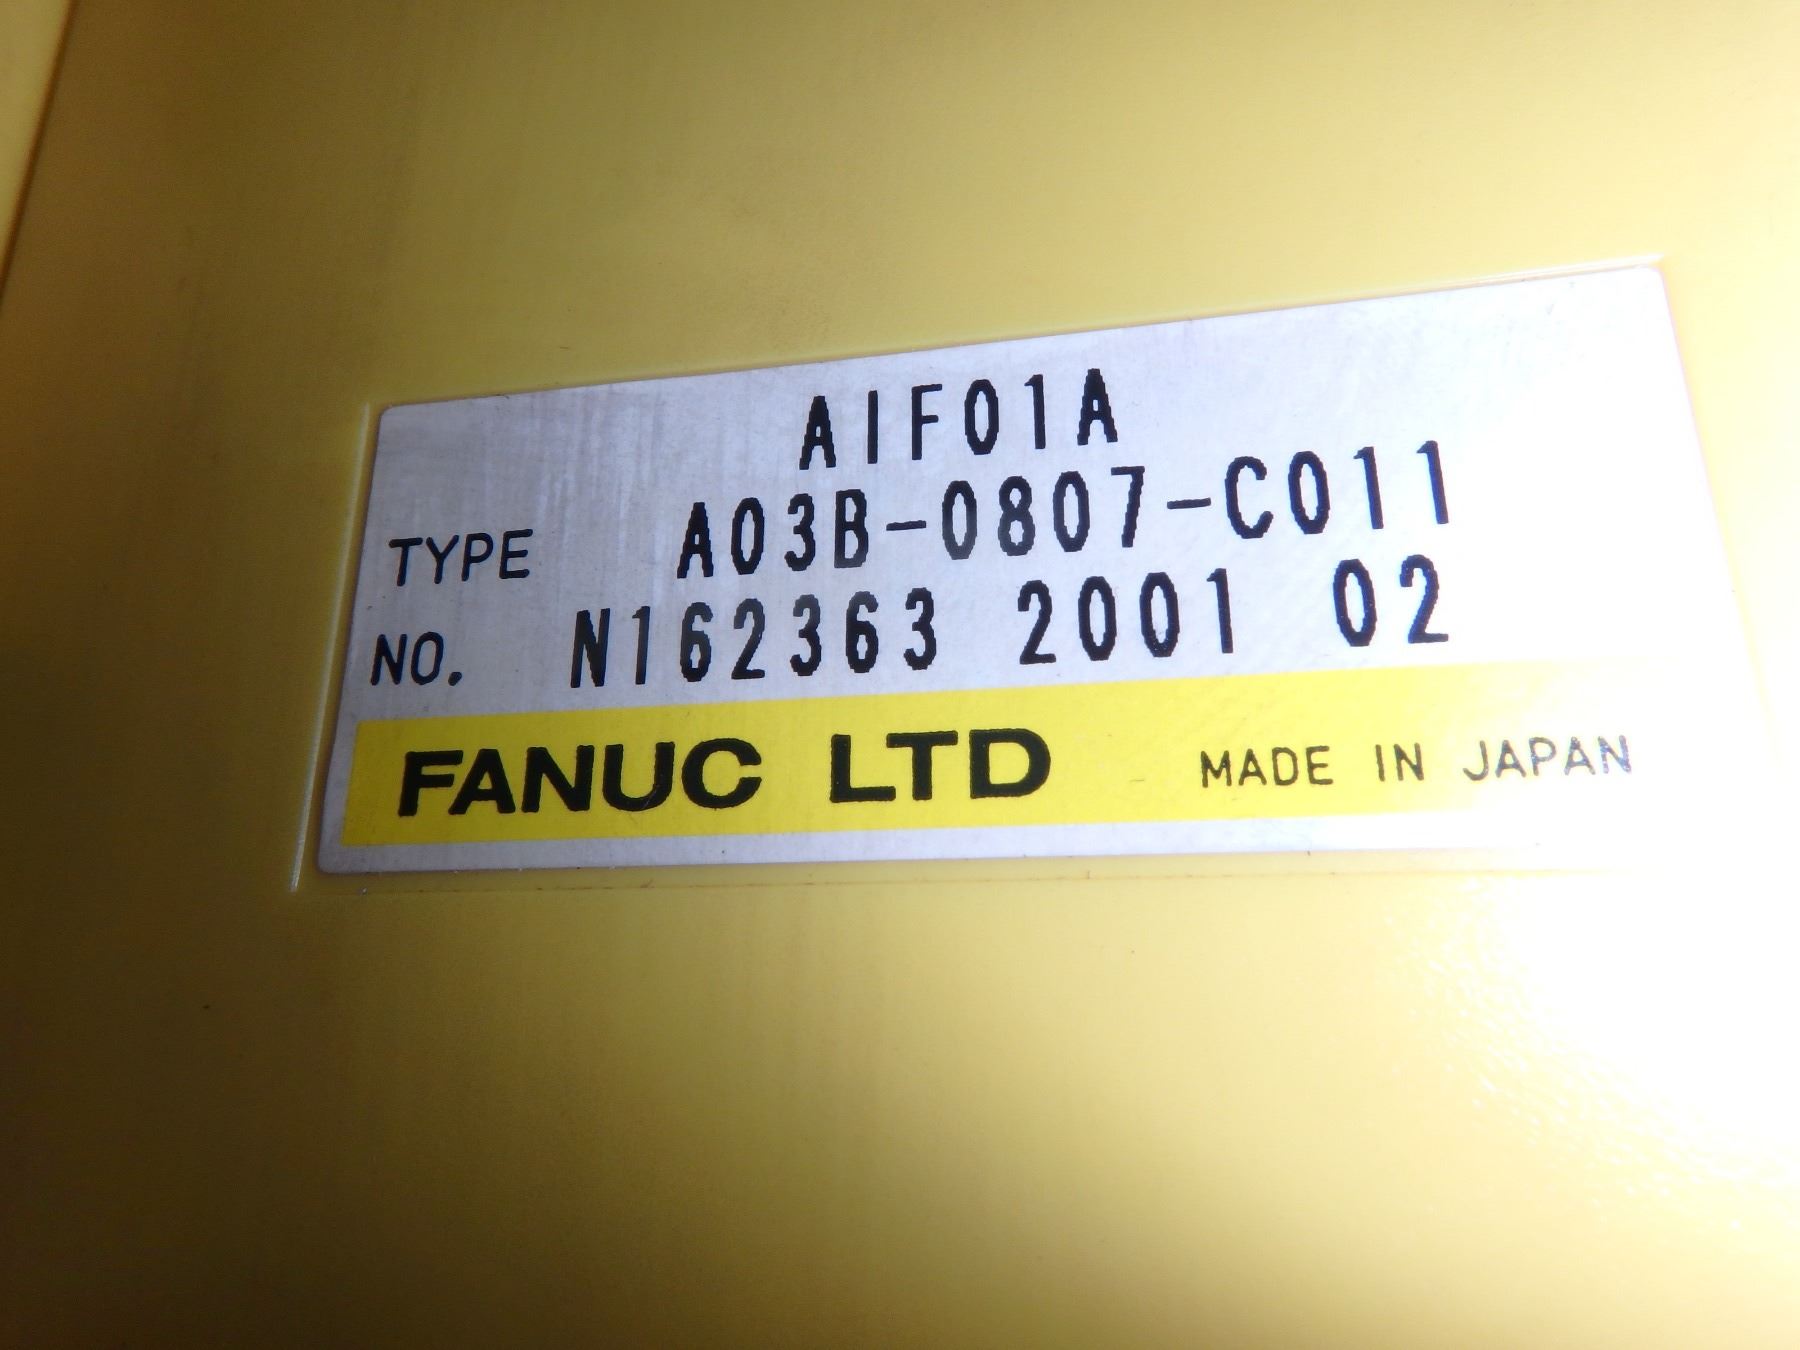 AIF01A
TYPE A03B-0807-C011
NO. N162363 2001 02
FANUC LTD MADE IN JAPAN